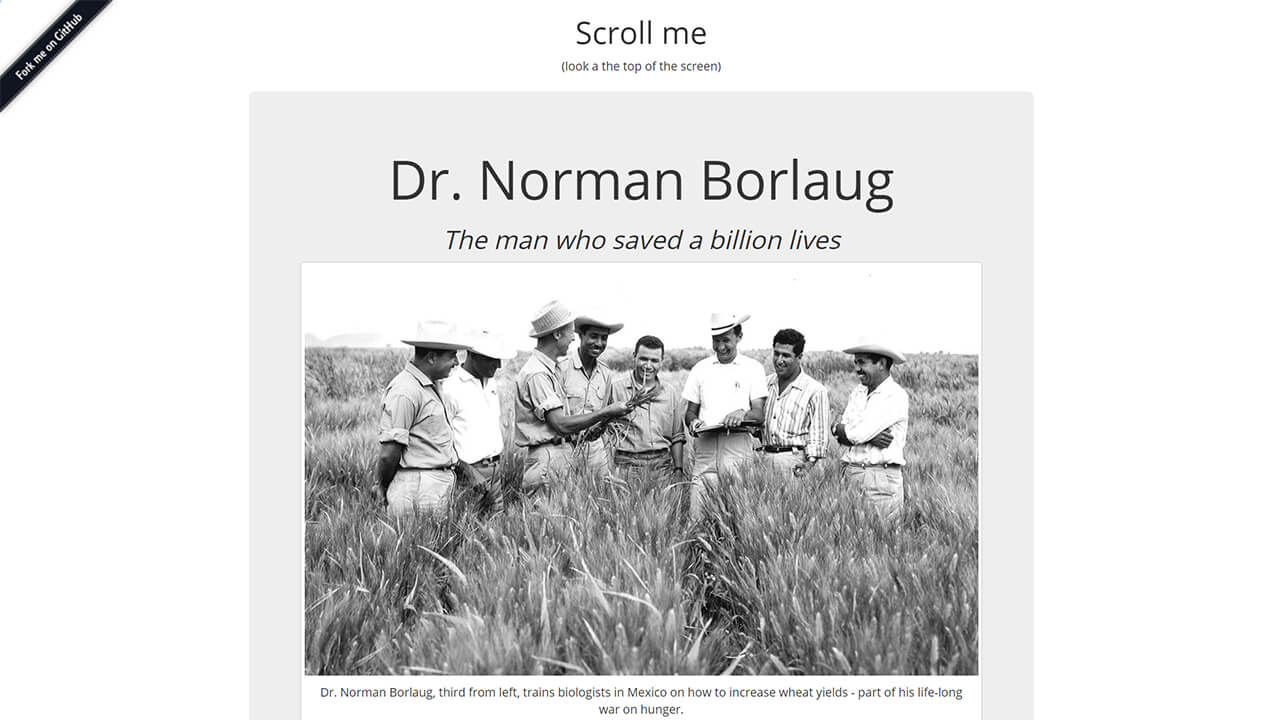 Fork me on GitHub
Scroll me
(look a the top of the screen)
Dr. Norman Borlaug
The man who saved a billion lives
Dr. Norman Borlaug, third from left, trains biologists in Mexico on how to increase wheat yields - part of his life-long
war on hunger.